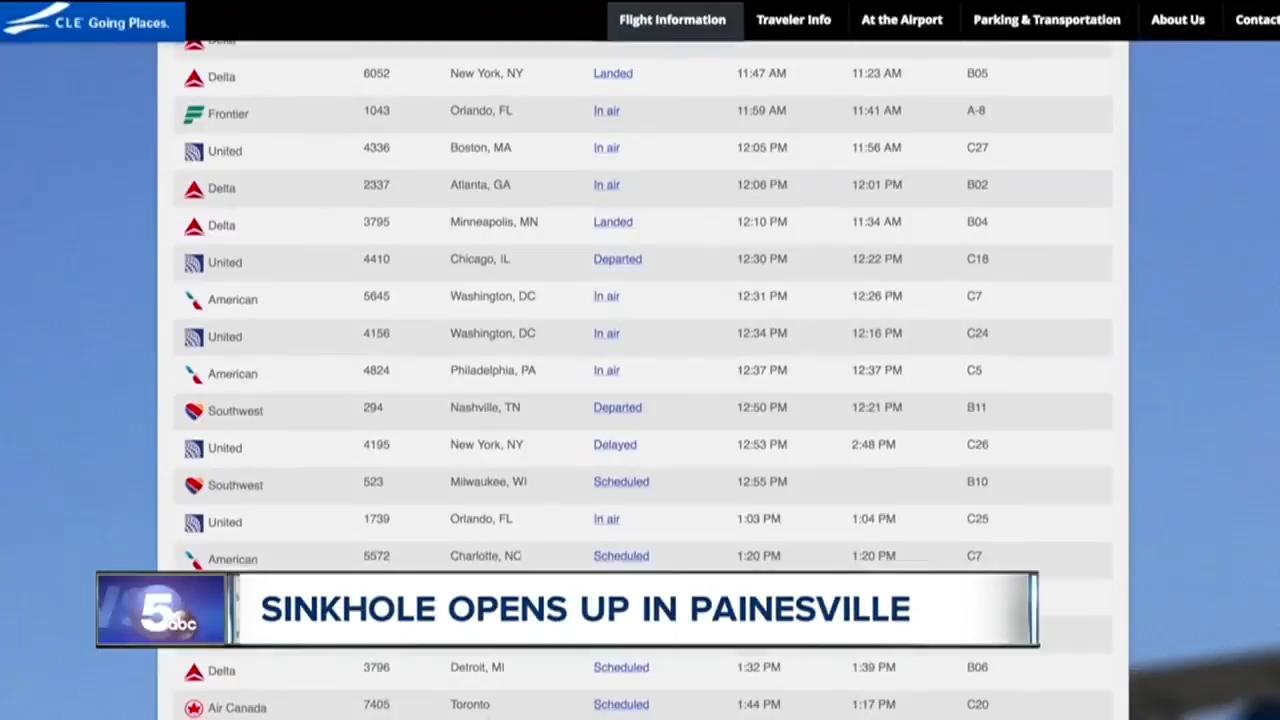 CLE Going Places.
Flight Information Traveler Info At the Airport Parking & Transportation About Us Contact
Delta
Delta 6052 New York, NY Landed 11:47 AM 11:23 AM B05
Frontier 1043 Orlando, FL In air 11:59 AM 11:41 AM A-8
United 4336 Boston, MA In air 12:05 PM 11:56 AM C27
Delta 2337 Atlanta, GA In air 12:06 PM 12:01 PM B02
Delta 3795 Minneapolis, MN Landed 12:10 PM 11:34 AM B04
United 4410 Chicago, IL Departed 12:30 PM 12:22 PM C18
American 5645 Washington, DC In air 12:31 PM 12:26 PM C7
United 4156 Washington, DC In air 12:34 PM 12:16 PM C24
American 4824 Philadelphia, PA In air 12:37 PM 12:37 PM C5
Southwest 294 Nashville, TN Departed 12:50 PM 12:21 PM B11
United 4195 New York, NY Delayed 12:53 PM 2:48 PM C26
Southwest 523 Milwaukee, WI Scheduled 12:55 PM B10
United 1739 Orlando, FL In air 1:03 PM 1:04 PM C25
American 5572 Charlotte, NC Scheduled 1:20 PM 1:20 PM C7
5 abc SINKHOLE OPENS UP IN PAINESVILLE
Delta 3796 Detroit, MI Scheduled 1:32 PM 1:39 PM B06
Air Canada 7405 Toronto Scheduled 1:44 PM 1:17 PM C20